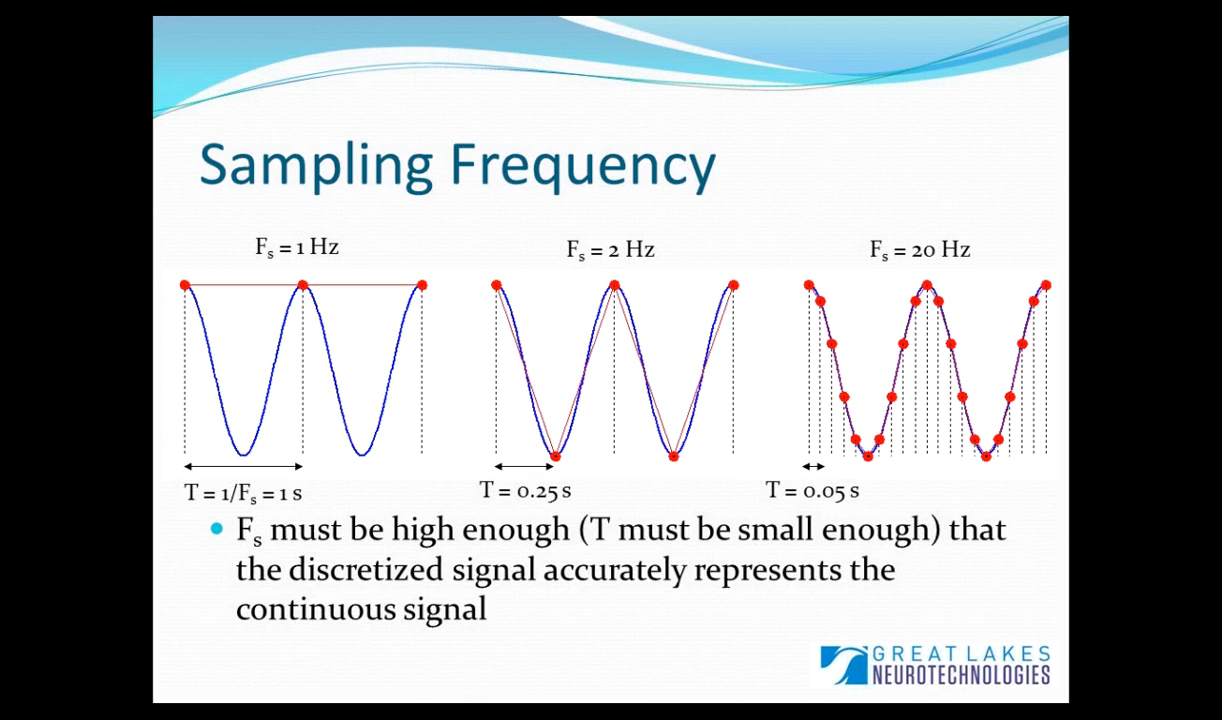 Sampling Frequency
Fₛ = 1 Hz
Fₛ = 2 Hz
Fₛ = 20 Hz
T = 1/Fₛ = 1 s
T = 0.25 s
T = 0.05 s
Fₛ must be high enough (T must be small enough) that
the discretized signal accurately represents the
continuous signal
GREAT LAKES
NEUROTECHNOLOGIES